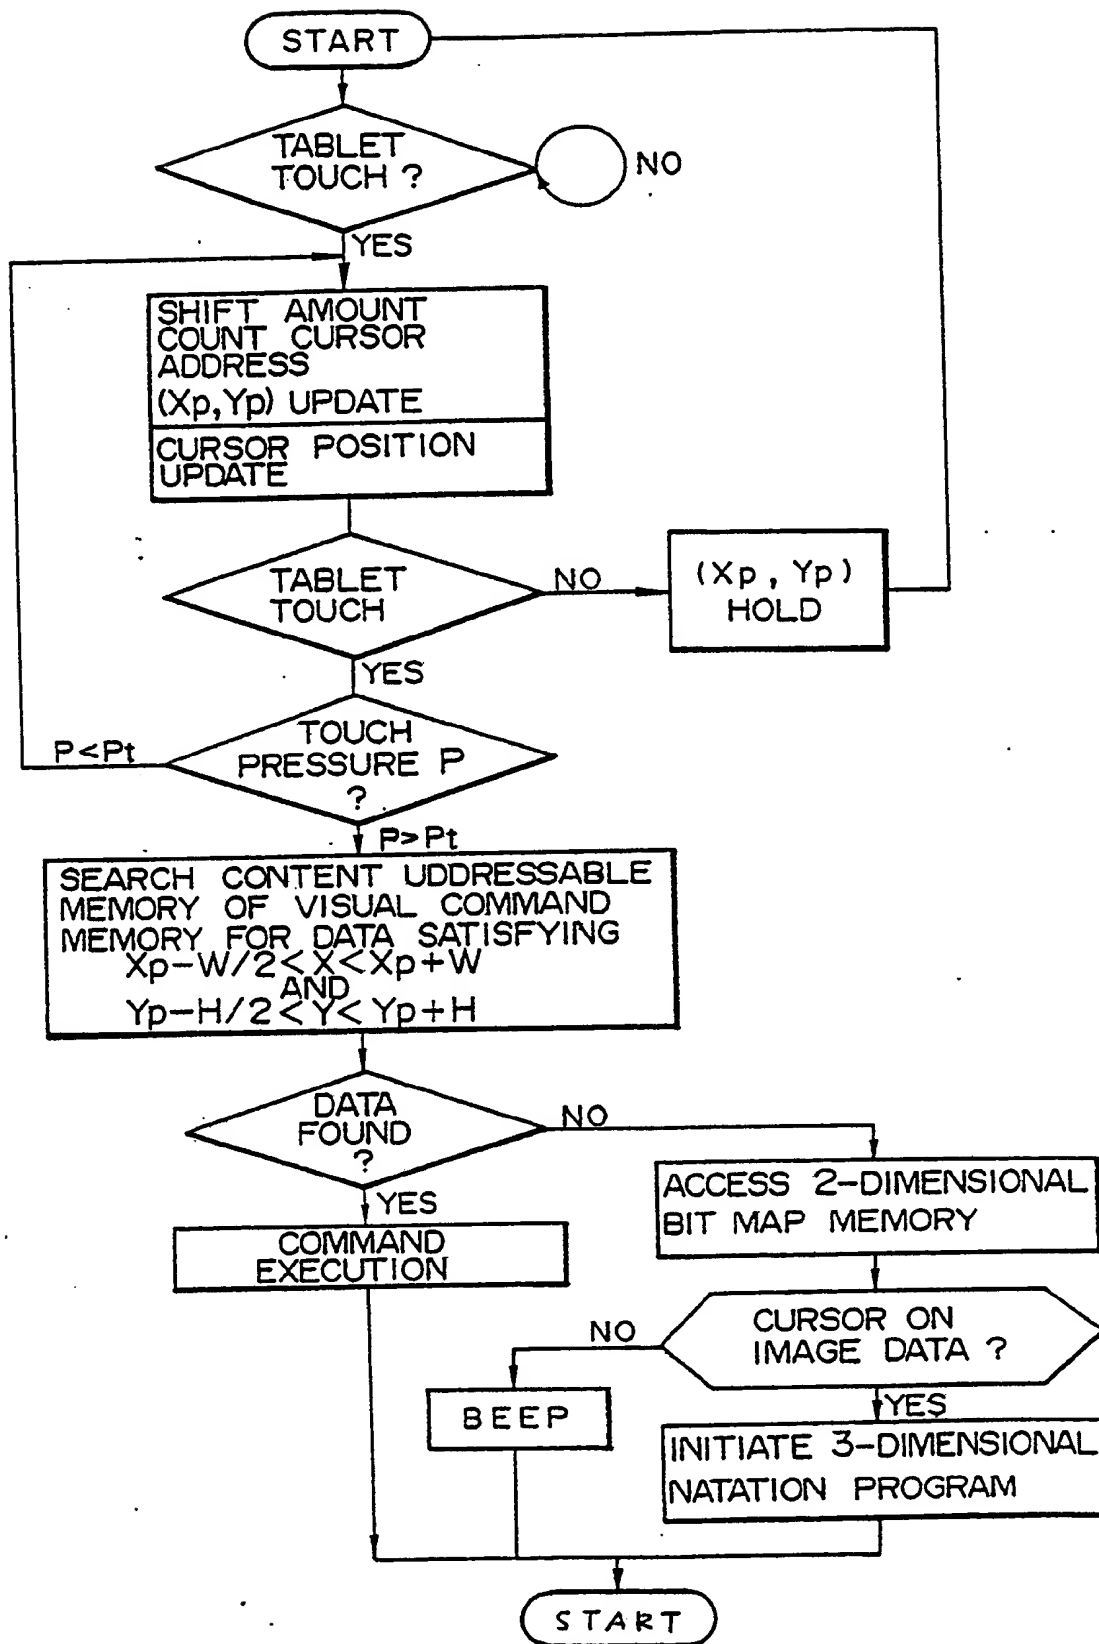 START
TABLET
TOUCH ?
NO
YES
SHIFT AMOUNT
COUNT CURSOR
ADDRESS
(Xp,Yp) UPDATE
CURSOR POSITION
UPDATE
TABLET
TOUCH
NO
(Xp, Yp)
HOLD
YES
TOUCH
PRESSURE P
?
P<Pt
P>Pt
SEARCH CONTENT UDDRESSABLE
MEMORY OF VISUAL COMMAND
MEMORY FOR DATA SATISFYING
Xp-W/2<X<Xp+W
AND
Yp-H/2<Y<Yp+H
DATA
FOUND
?
NO
YES
COMMAND
EXECUTION
ACCESS 2-DIMENSIONAL
BIT MAP MEMORY
CURSOR ON
IMAGE DATA ?
NO
YES
BEEP
INITIATE 3-DIMENSIONAL
NATATION PROGRAM
START